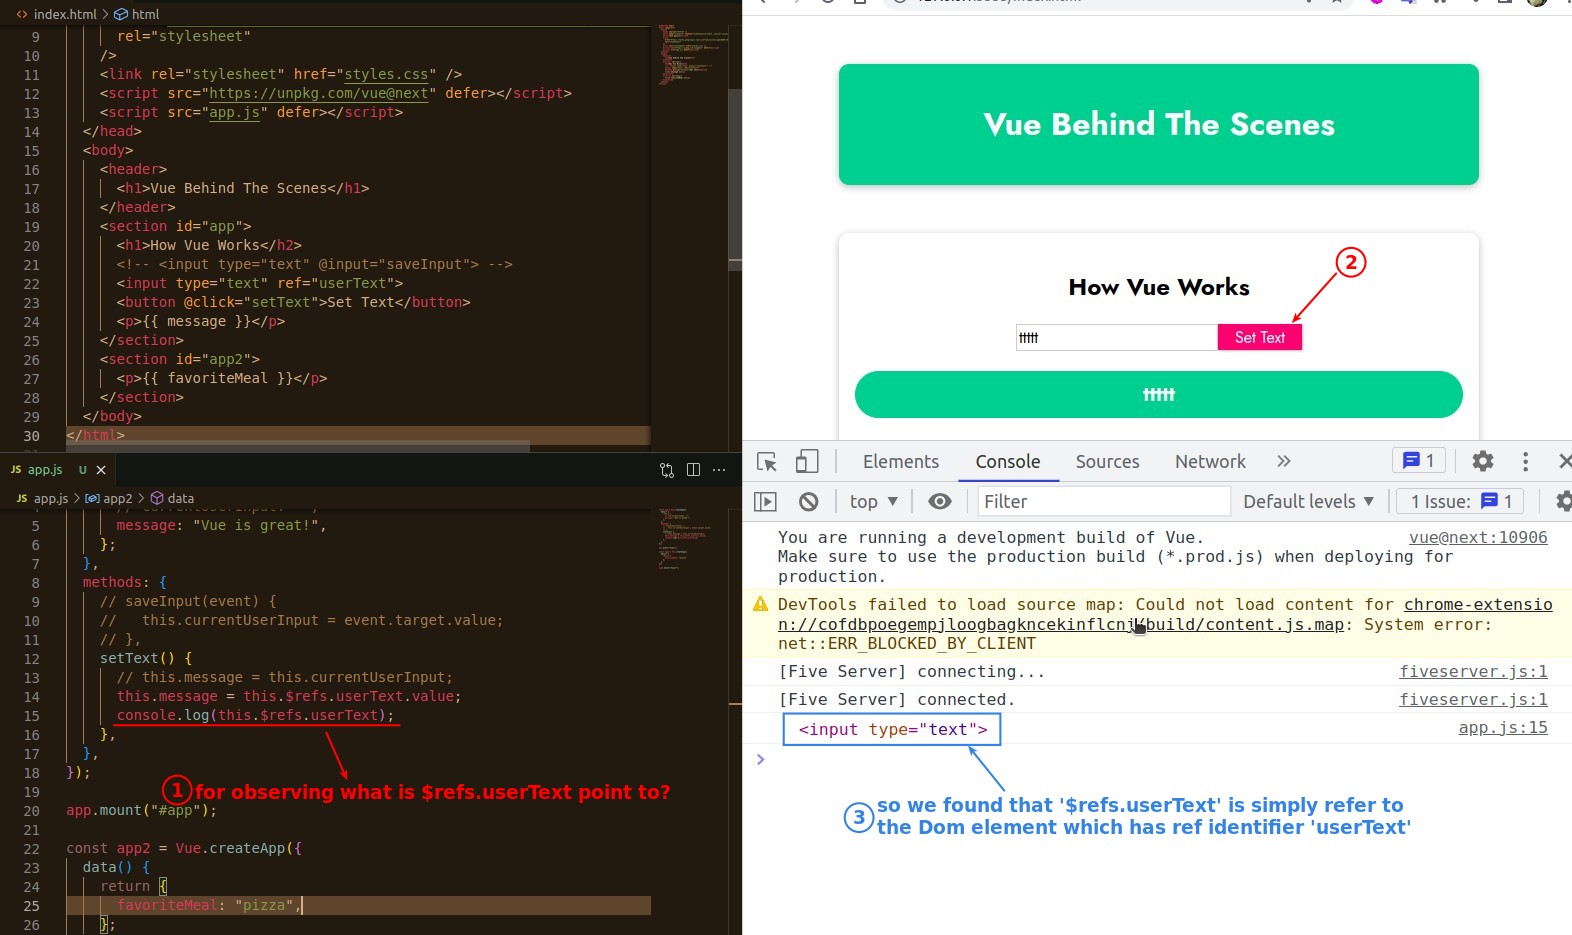 index.html > html
9 rel="stylesheet"
10 />
11 <link rel="stylesheet" href="styles.css" />
12 <script src="https://unpkg.com/vue@next" defer></script>
13 <script src="app.js" defer></script>
14 </head>
15 <body>
16 <header>
17 <h1>Vue Behind The Scenes</h1>
18 </header>
19 <section id="app">
20 <h1>How Vue Works</h2>
21 <!-- <input type="text" @input="saveInput"> -->
22 <input type="text" ref="userText">
23 <button @click="setText">Set Text</button>
24 <p>{{ message }}</p>
25 </section>
26 <section id="app2">
27 <p>{{ favoriteMeal }}</p>
28 </section>
29 </body>
30 </html>
JS app.js U ×
JS app.js > app2 > data
5 message: "Vue is great!",
6 };
7 },
8 methods: {
9 // saveInput(event) {
10 // this.currentUserInput = event.target.value;
11 // },
12 setText() {
13 // this.message = this.currentUserInput;
14 this.message = this.$refs.userText.value;
15 console.log(this.$refs.userText);
16 },
17 },
18 });
19
1 for observing what is $refs.userText point to?
20 app.mount("#app");
21
22 const app2 = Vue.createApp({
23 data() {
24 return {
25 favoriteMeal: "pizza",
26 };
Vue Behind The Scenes
2
How Vue Works
ttttt Set Text
ttttt
Elements Console Sources Network » 1
top ▼ Filter Default levels ▼ 1 Issue: 1
You are running a development build of Vue. vue@next:10906
Make sure to use the production build (*.prod.js) when deploying for
production.
DevTools failed to load source map: Could not load content for chrome-extensio
n://cofdbpoegempjloogbagkncekinflcnj/build/content.js.map: System error:
net::ERR_BLOCKED_BY_CLIENT
[Five Server] connecting... fiveserver.js:1
[Five Server] connected. fiveserver.js:1
<input type="text"> app.js:15
>
3 so we found that '$refs.userText' is simply refer to
the Dom element which has ref identifier 'userText'